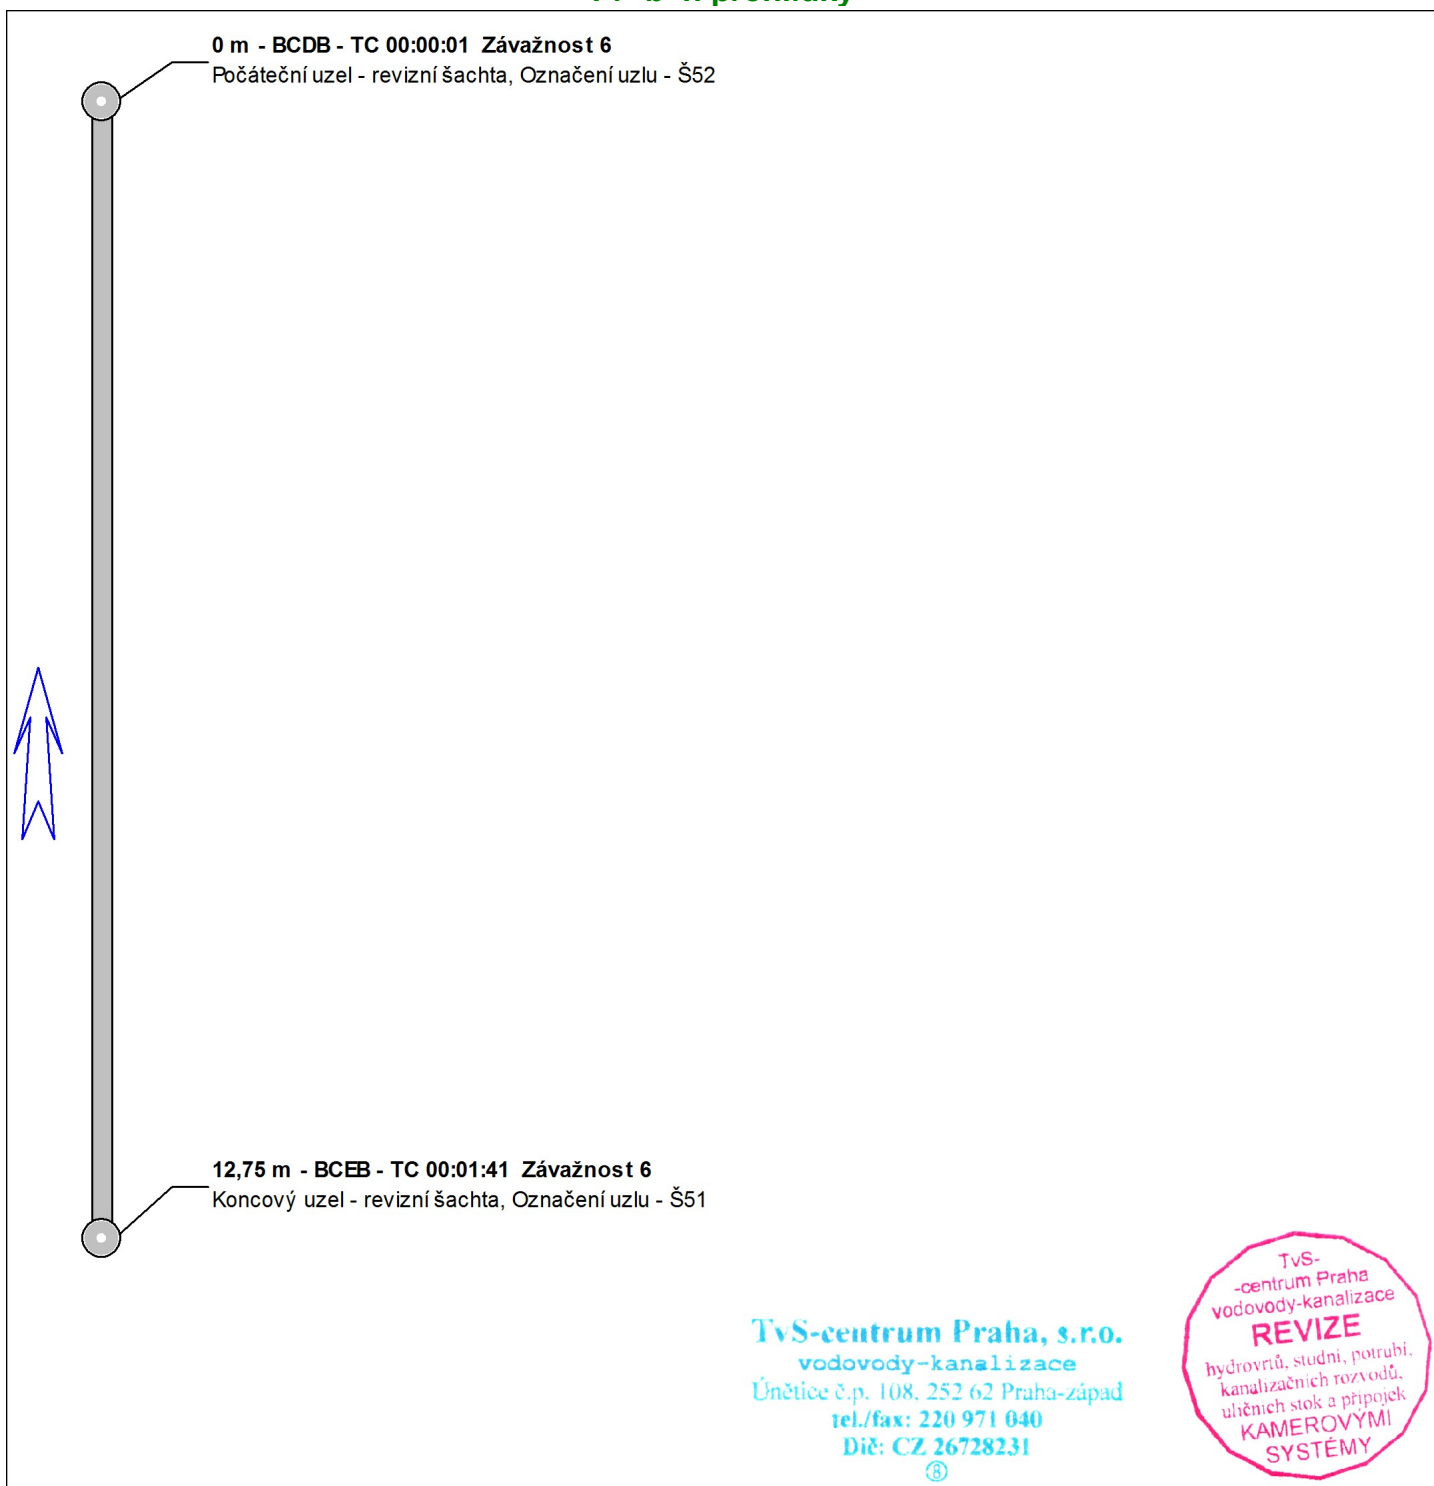 0 m - BCDB - TC 00:00:01 Závažnost 6
Počáteční uzel - revizní šachta, Označení uzlu - Š52
12,75 m - BCEB - TC 00:01:41 Závažnost 6
Koncový uzel - revizní šachta, Označení uzlu - Š51
TvS-centrum Praha, s.r.o.
vodovody-kanalizace
Únětice č.p. 108, 252 62 Praha-západ
tel./fax: 220 971 040
Dič: CZ 26728231
⑧
TvS-
-centrum Praha
vodovody-kanalizace
REVIZE
hydrovrtů, studní, potrubí,
kanalizačních rozvodů,
uličních stok a přípojek
KAMEROVÝMI
SYSTÉMY